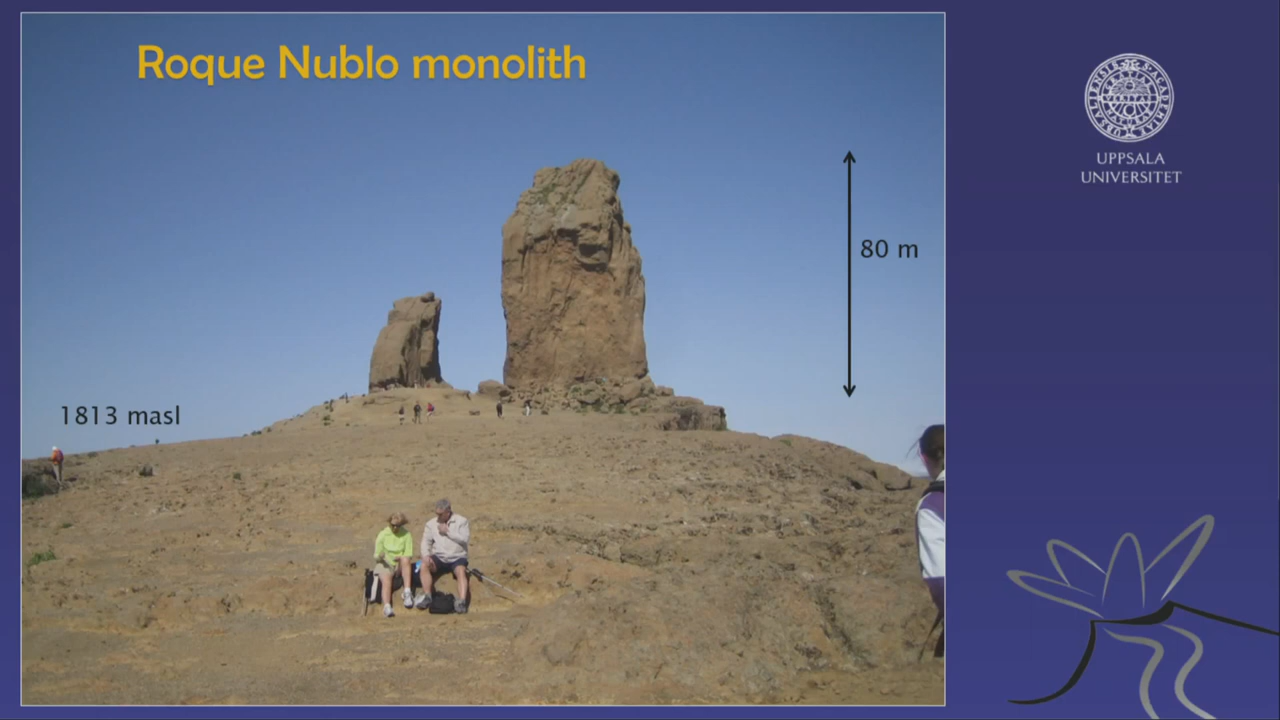 Roque Nublo monolith
80 m
1813 masl
UPPSALA
UNIVERSITET